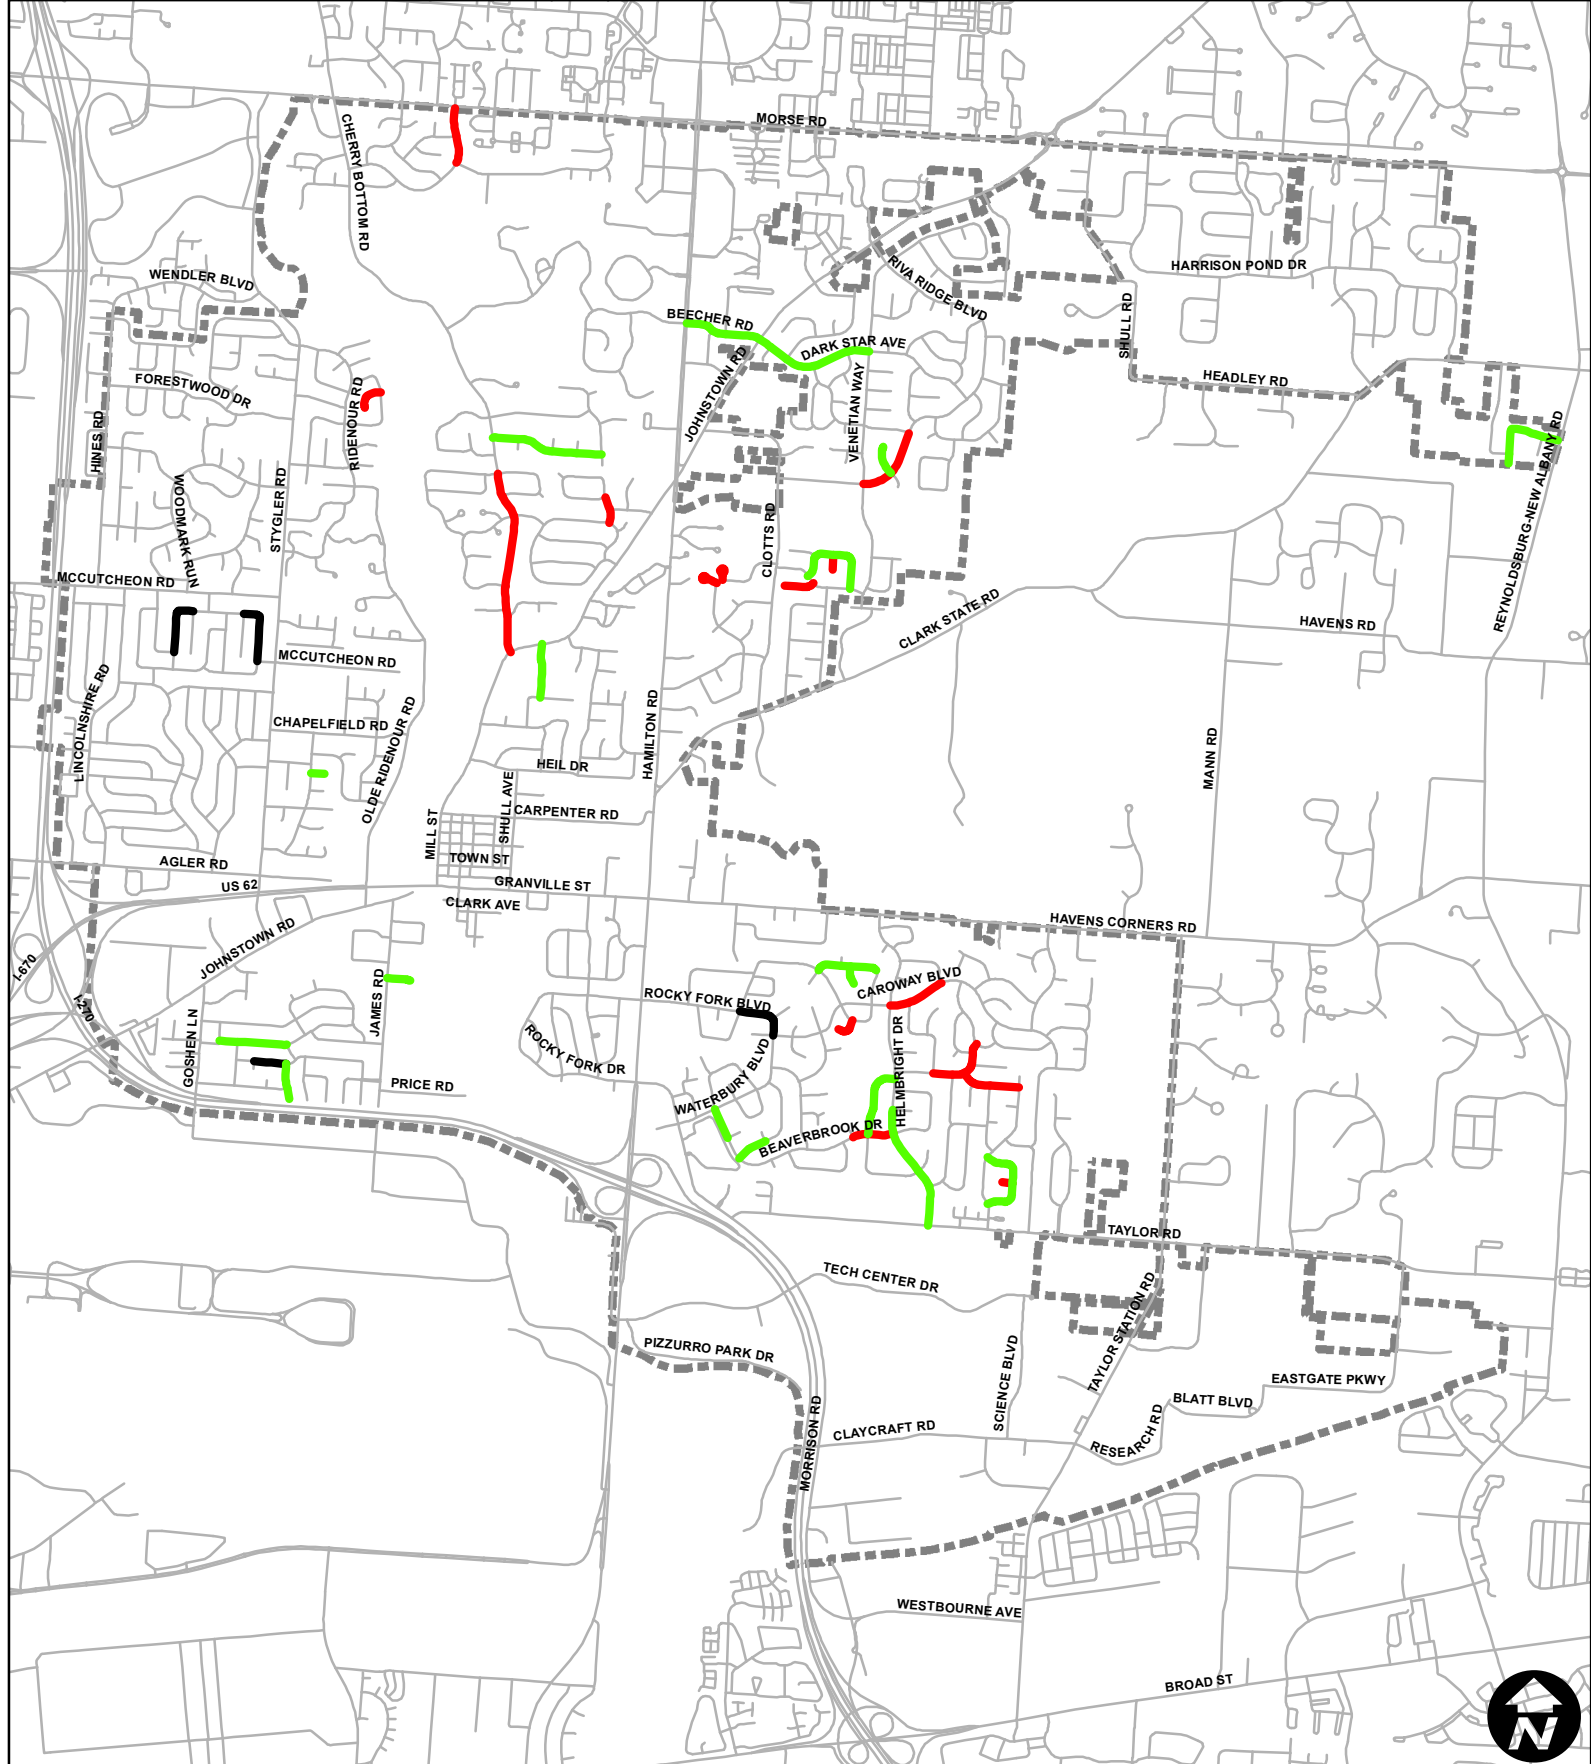 MORSE RD
CHERRY BOTTOM RD
WENDLER BLVD
RIVA RIDGE BLVD
HARRISON POND DR
SHULL RD
BEECHER RD
DARK STAR AVE
JOHNSTOWN RD
VENETIAN WAY
HEADLEY RD
FORESTWOOD DR
RIDENOUR RD
HINES RD
REYNOLDSBURG-NEW ALBANY RD
STYGLER RD
WOODMARK RUN
CLOTTS RD
MCCUTCHEON RD
CLARK STATE RD
HAVENS RD
MCCUTCHEON RD
LINCOLNSHIRE RD
CHAPELFIELD RD
OLDE RIDENOUR RD
HAMILTON RD
MANN RD
HEIL DR
SHULL AVE
CARPENTER RD
MILL ST
TOWN ST
AGLER RD
US 62
GRANVILLE ST
CLARK AVE
HAVENS CORNERS RD
JOHNSTOWN RD
I-670
I-270
JAMES RD
CAROWAY BLVD
ROCKY FORK BLVD
GOSHEN LN
ROCKY FORK DR
HELMBRIGHT DR
WATERBURY BLVD
PRICE RD
BEAVERBROOK DR
TAYLOR RD
TECH CENTER DR
TAYLOR STATION RD
PIZZURRO PARK DR
SCIENCE BLVD
EASTGATE PKWY
BLATT BLVD
MORRISON RD
CLAYCRAFT RD
RESEARCH RD
WESTBOURNE AVE
BROAD ST
N